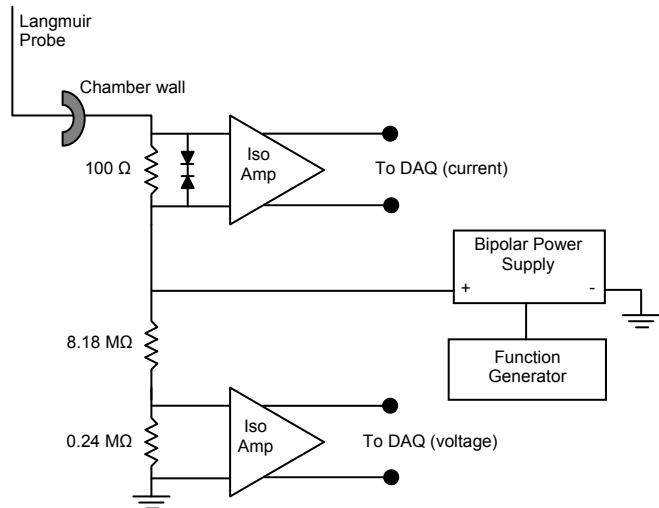 Langmuir
Probe
Chamber wall
100 Ω
Iso
Amp
To DAQ (current)
Bipolar Power
Supply
+ -
8.18 MΩ
Function
Generator
0.24 MΩ
Iso
Amp
To DAQ (voltage)